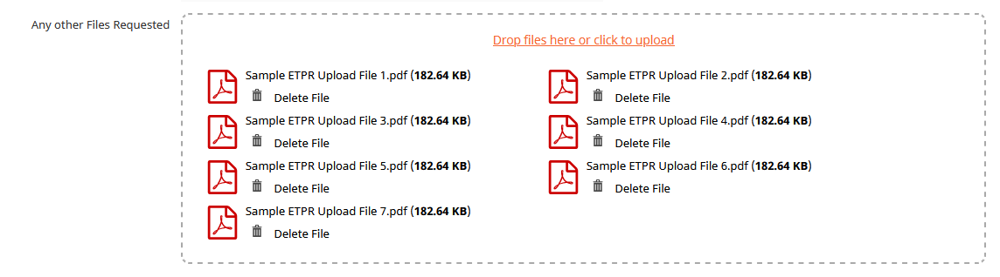 Any other Files Requested
Drop files here or click to upload
Sample ETPR Upload File 1.pdf (182.64 KB)
Delete File
Sample ETPR Upload File 2.pdf (182.64 KB)
Delete File
Sample ETPR Upload File 3.pdf (182.64 KB)
Delete File
Sample ETPR Upload File 4.pdf (182.64 KB)
Delete File
Sample ETPR Upload File 5.pdf (182.64 KB)
Delete File
Sample ETPR Upload File 6.pdf (182.64 KB)
Delete File
Sample ETPR Upload File 7.pdf (182.64 KB)
Delete File